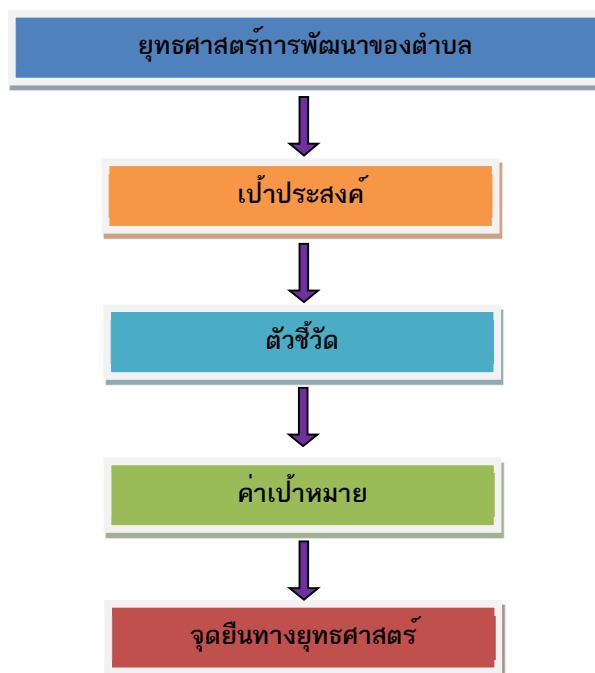 ยุทธศาสตร์การพัฒนาของตำบล
เป้าประสงค์
ตัวชี้วัด
ค่าเป้าหมาย
จุดยืนทางยุทธศาสตร์